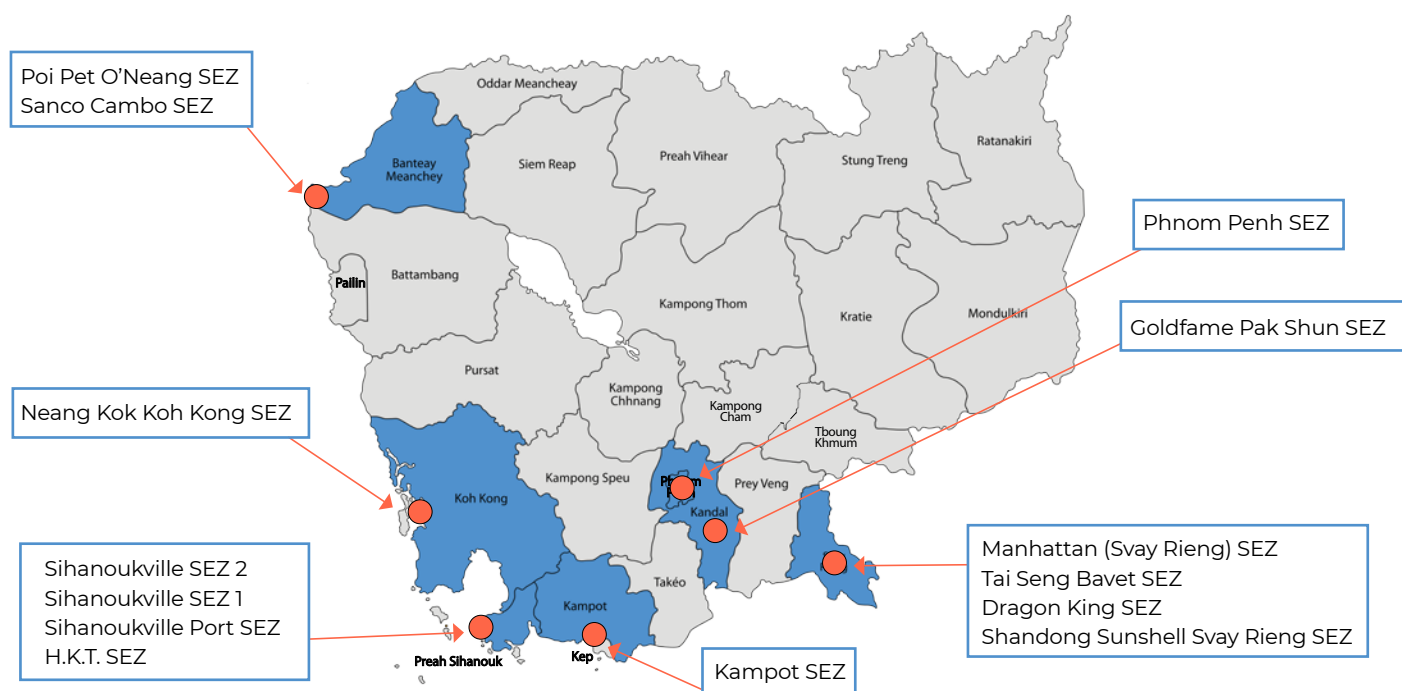 Poi Pet O'Neang SEZ
Sanco Cambo SEZ
Oddar Meancheay
Banteay
Meanchey
Siem Reap
Preah Vihear
Stung Treng
Ratanakiri
Phnom Penh SEZ
Pailin
Battambang
Kampong Thom
Kratie
Mondulkiri
Goldfame Pak Shun SEZ
Pursat
Kampong
Chhnang
Kampong
Cham
Neang Kok Koh Kong SEZ
Tboung
Khmum
Koh Kong
Kampong Speu
Kandal
Prey Veng
Sihanoukville SEZ 2
Sihanoukville SEZ 1
Sihanoukville Port SEZ
H.K.T. SEZ
Manhattan (Svay Rieng) SEZ
Tai Seng Bavet SEZ
Dragon King SEZ
Shandong Sunshell Svay Rieng SEZ
Takéo
Kampot
Preah Sihanouk
Kep
Kampot SEZ